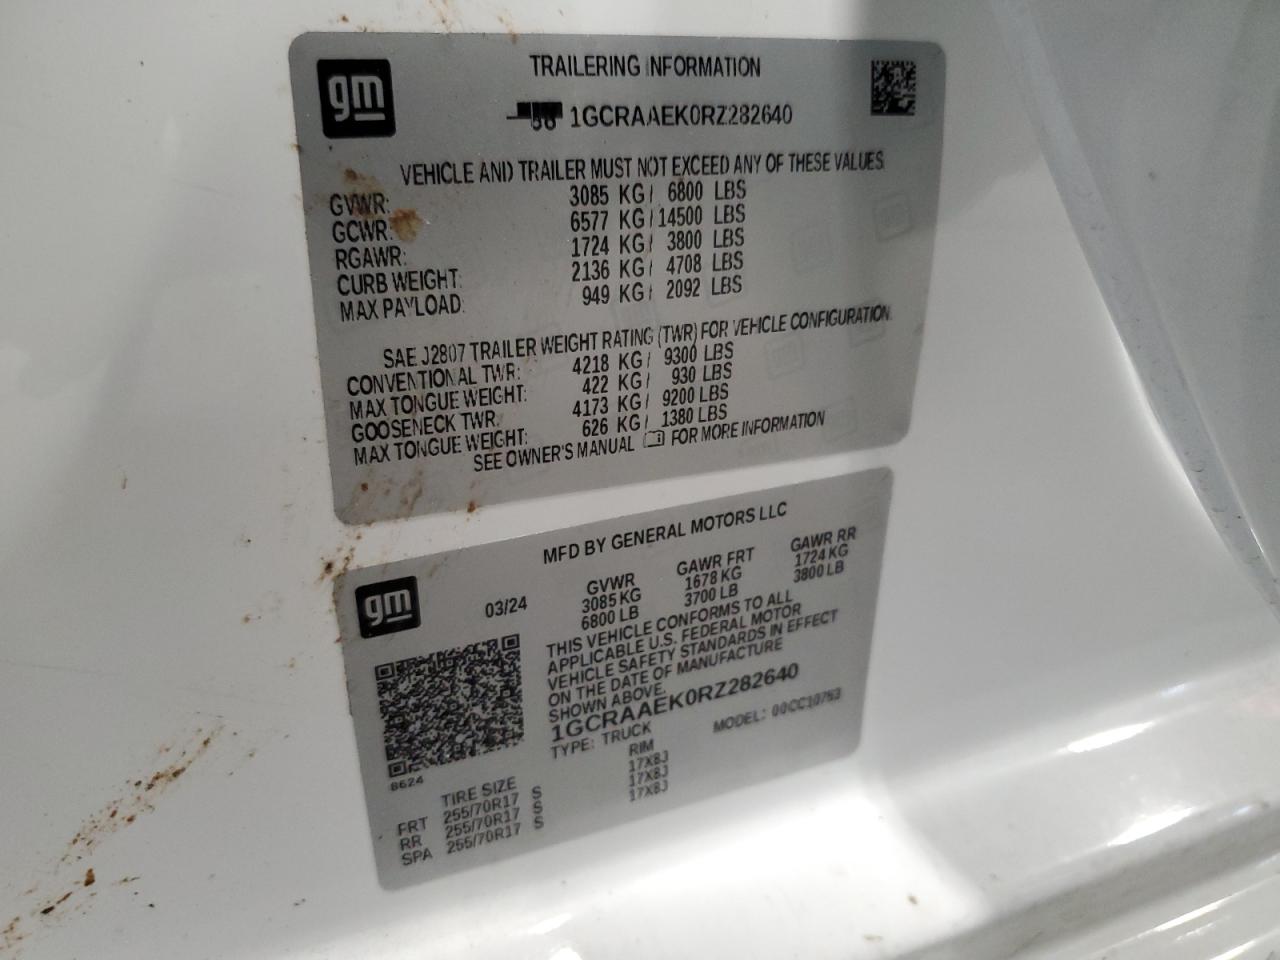 gm
TRAILERING INFORMATION
1GCRAAEK0RZ282640
VEHICLE AND TRAILER MUST NOT EXCEED ANY OF THESE VALUES.
GVWR: 3085 KG/ 6800 LBS
GCWR: 6577 KG/14500 LBS
RGAWR: 1724 KG/ 3800 LBS
CURB WEIGHT: 2136 KG/ 4708 LBS
MAX PAYLOAD: 949 KG/ 2092 LBS
SAE J2807 TRAILER WEIGHT RATING (TWR) FOR VEHICLE CONFIGURATION.
CONVENTIONAL TWR: 4218 KG/ 9300 LBS
MAX TONGUE WEIGHT: 422 KG/ 930 LBS
GOOSENECK TWR: 4173 KG/ 9200 LBS
MAX TONGUE WEIGHT: 626 KG/ 1380 LBS
SEE OWNER'S MANUAL FOR MORE INFORMATION
MFD BY GENERAL MOTORS LLC
gm
03/24
GVWR GAWR FRT GAWR RR
3085 KG 1678 KG 1724 KG
6800 LB 3700 LB 3800 LB
THIS VEHICLE CONFORMS TO ALL
APPLICABLE U.S. FEDERAL MOTOR
VEHICLE SAFETY STANDARDS IN EFFECT
ON THE DATE OF MANUFACTURE
SHOWN ABOVE.
1GCRAAEK0RZ282640
TYPE: TRUCK MODEL: 00CC10753
8624
TIRE SIZE RIM
FRT 255/70R17 S 17X8J
RR 255/70R17 S 17X8J
SPA 255/70R17 S 17X8J